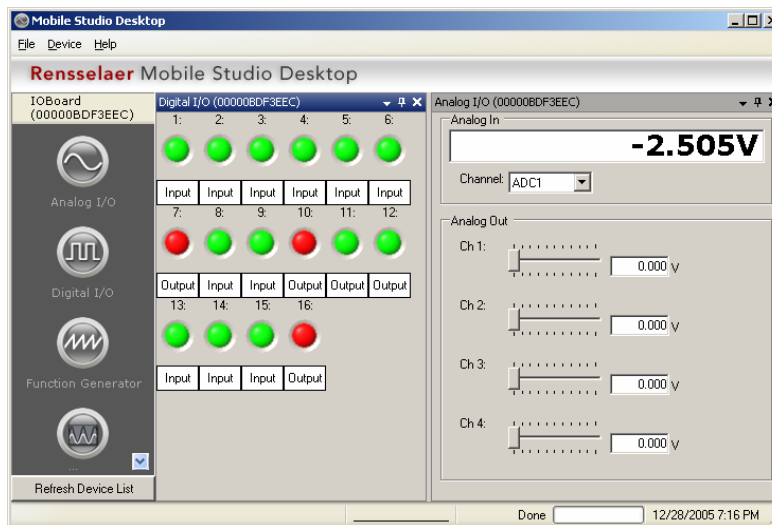 Mobile Studio Desktop
File Device Help
Rensselaer Mobile Studio Desktop
IOBoard
(00000BDF3EEC)
Analog I/O
Digital I/O
Function Generator
...
Refresh Device List
Digital I/O (00000BDF3EEC)
1: 2: 3: 4: 5: 6:
Input Input Input Input Input Input
7: 8: 9: 10: 11: 12:
Output Input Input Output Output Output
13: 14: 15: 16:
Input Input Input Output
Analog I/O (00000BDF3EEC)
Analog In
-2.505V
Channel: ADC1
Analog Out
Ch 1: 0.000 V
Ch 2: 0.000 V
Ch 3: 0.000 V
Ch 4: 0.000 V
Done 12/28/2005 7:16 PM